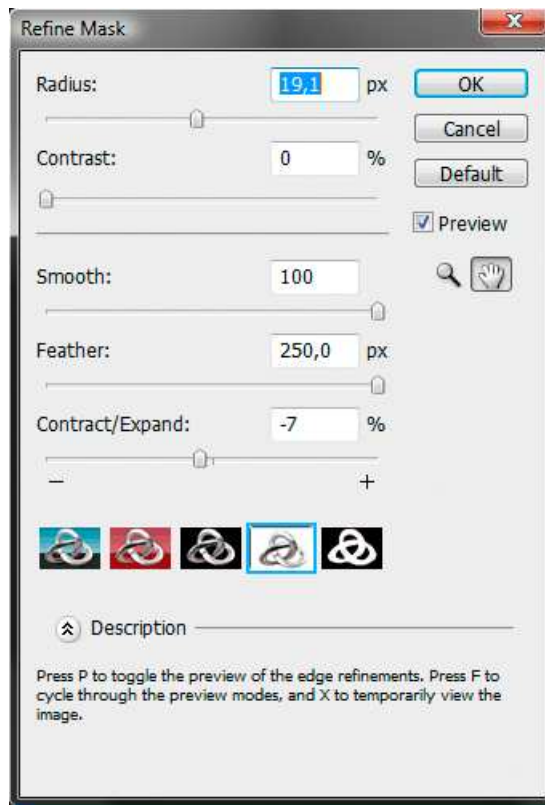 Refine Mask
Radius: 19,1 px
OK
Cancel
Contrast: 0 %
Default
Preview
Smooth: 100
Feather: 250,0 px
Contract/Expand: -7 %
− +
Description
Press P to toggle the preview of the edge refinements. Press F to
cycle through the preview modes, and X to temporarily view the
image.